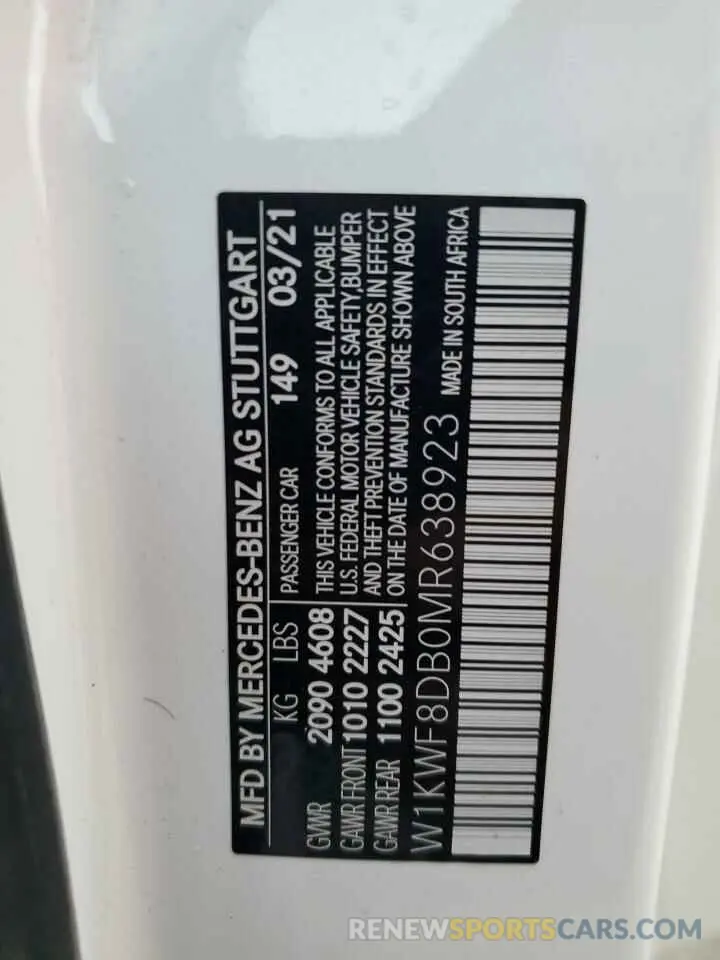 MFD BY MERCEDES-BENZ AG STUTTGART
KG LBS PASSENGER CAR 149 03/21
GVWR 2090 4608 THIS VEHICLE CONFORMS TO ALL APPLICABLE
GAWR FRONT 1010 2227 U.S. FEDERAL MOTOR VEHICLE SAFETY, BUMPER
AND THEFT PREVENTION STANDARDS IN EFFECT
GAWR REAR 1100 2425 ON THE DATE OF MANUFACTURE SHOWN ABOVE
W1KWF8DB0MR638923 MADE IN SOUTH AFRICA
RENEWSPORTSCARS.COM